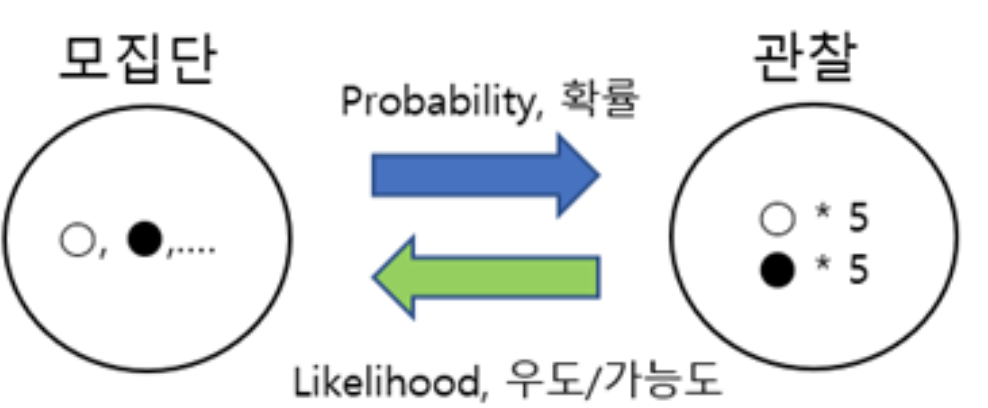 모집단
관찰
Probability, 확률
, ,....
* 5
* 5
Likelihood, 우도/가능도